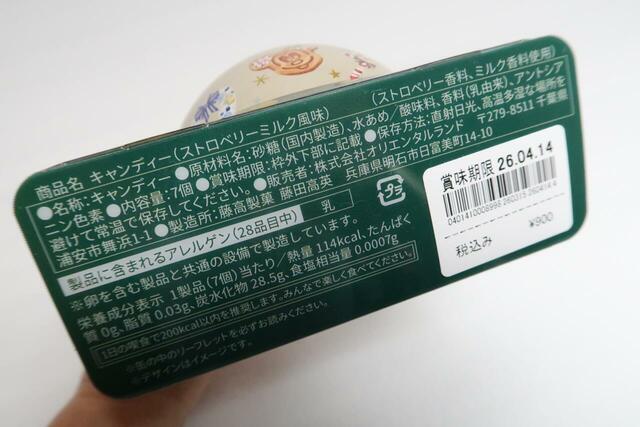 商品名 キャンディー(ストロベリーミルク風味) (ストロベリー香料、ミルク香料使用)
●名称:キャンディー ●原材料名:砂糖(国内製造)、水あめ/酸味料、香料(乳由来)、アントシア
ニン色素 ●内容量:7個 ●賞味期限:枠外下部に記載 ●保存方法:直射日光、高温多湿な場所を
避けて常温で保存してください。 ●販売者:株式会社オリエンタルランド 〒279-8511 千葉県
浦安市舞浜1-1 ●製造所:藤高製菓 藤田高英 兵庫県明石市日富美町14-10
製品に含まれるアレルゲン(28品目中) 乳
プラ
※卵を含む製品と共通の設備で製造しています。
栄養成分表示 1製品(7個)当たり/熱量 114kcal、たんぱく
質 0g、脂質 0.03g、炭水化物 28.5g、食塩相当量 0.0007g
1日の喫食で200kcal以内を推奨します。みんなで楽しく食べてください。
※缶の中のリーフレットを必ずお読みください。
※デザインはイメージです。
賞味期限 26.04.14
0401410008998 260315-260414.4
税込み ¥900